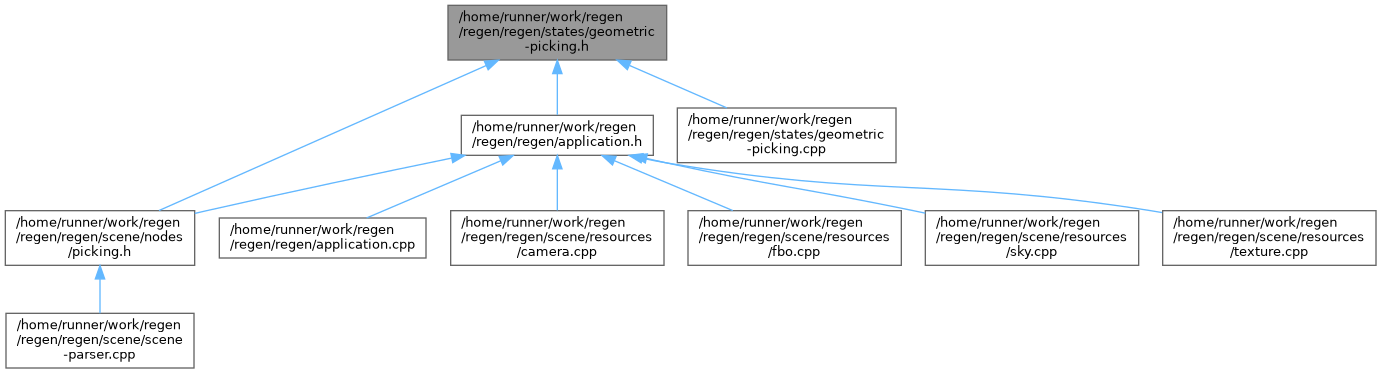 /home/runner/work/regen
/regen/regen/states/geometric
-picking.h
/home/runner/work/regen
/regen/regen/application.h
/home/runner/work/regen
/regen/regen/states/geometric
-picking.cpp
/home/runner/work/regen
/regen/regen/scene/nodes
/picking.h
/home/runner/work/regen
/regen/regen/application.cpp
/home/runner/work/regen
/regen/regen/scene/resources
/camera.cpp
/home/runner/work/regen
/regen/regen/scene/resources
/fbo.cpp
/home/runner/work/regen
/regen/regen/scene/resources
/sky.cpp
/home/runner/work/regen
/regen/regen/scene/resources
/texture.cpp
/home/runner/work/regen
/regen/regen/scene/scene
-parser.cpp